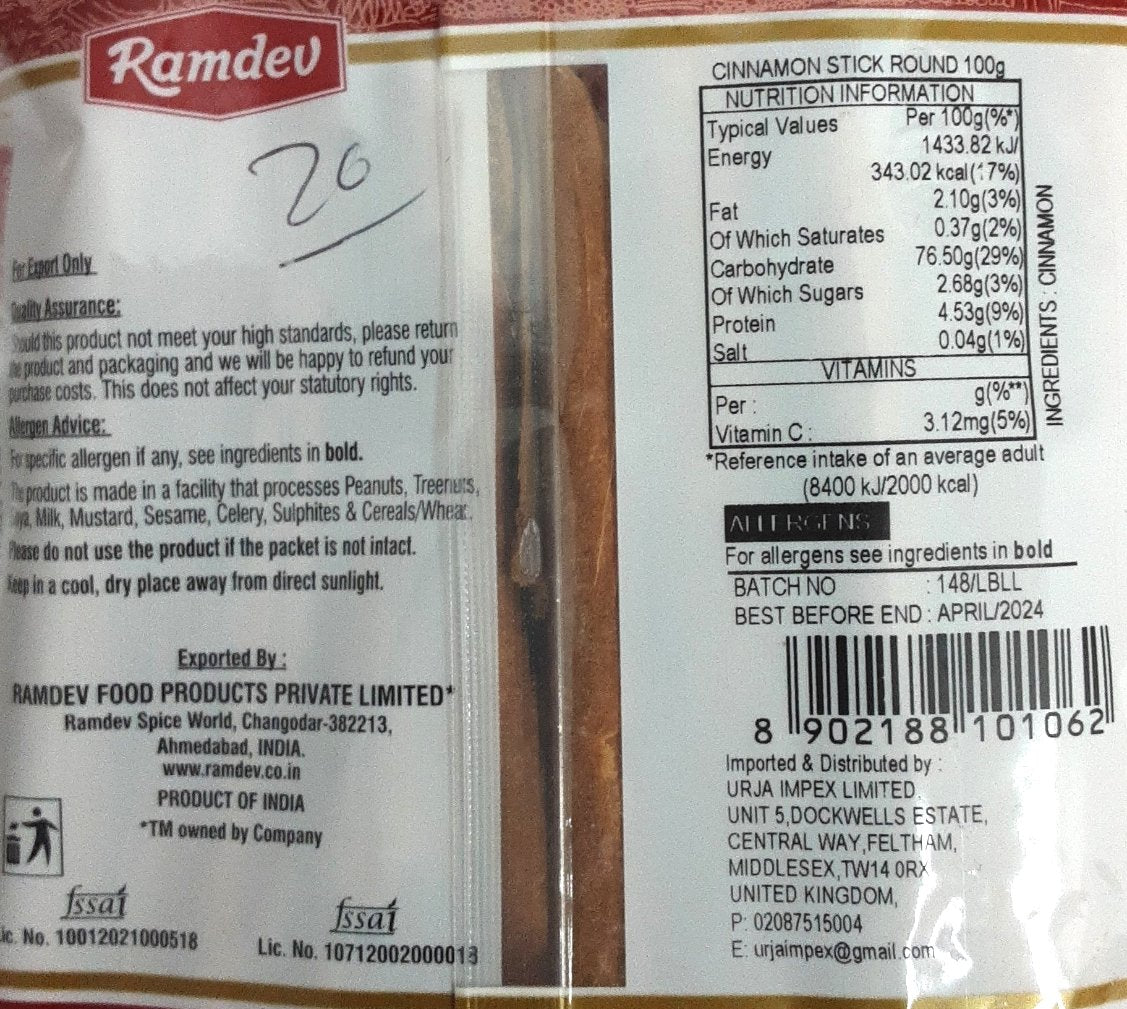 Ramdev
20
For Export Only
Quality Assurance:
Should this product not meet your high standards, please return
the product and packaging and we will be happy to refund your
purchase costs. This does not affect your statutory rights.
Allergen Advice:
For specific allergen if any, see ingredients in bold.
The product is made in a facility that processes Peanuts, Treenuts,
Milk, Mustard, Sesame, Celery, Sulphites & Cereals/Wheat.
Please do not use the product if the packet is not intact.
Keep in a cool, dry place away from direct sunlight.
Exported By :
RAMDEV FOOD PRODUCTS PRIVATE LIMITED*
Ramdev Spice World, Changodar-382213,
Ahmedabad, INDIA.
www.ramdev.co.in
PRODUCT OF INDIA
*TM owned by Company
fssai
Lic. No. 10012021000518
fssai
Lic. No. 10712002000013
CINNAMON STICK ROUND 100g
NUTRITION INFORMATION
Typical Values Per 100g(%*)
Energy 1433.82 kJ/
343.02 kcal(17%)
Fat 2.10g(3%)
Of Which Saturates 0.37g(2%)
Carbohydrate 76.50g(29%)
Of Which Sugars 2.68g(3%)
Protein 4.53g(9%)
Salt 0.04g(1%)
VITAMINS
Per : g(%**)
Vitamin C : 3.12mg(5%)
INGREDIENTS : CINNAMON
*Reference intake of an average adult
(8400 kJ/2000 kcal)
ALLERGENS
For allergens see ingredients in bold
BATCH NO : 148/LBLL
BEST BEFORE END : APRIL/2024
8 902188 101062
Imported & Distributed by :
URJA IMPEX LIMITED,
UNIT 5,DOCKWELLS ESTATE,
CENTRAL WAY,FELTHAM,
MIDDLESEX,TW14 0RX
UNITED KINGDOM,
P: 02087515004
E: urjaimpex@gmail.com